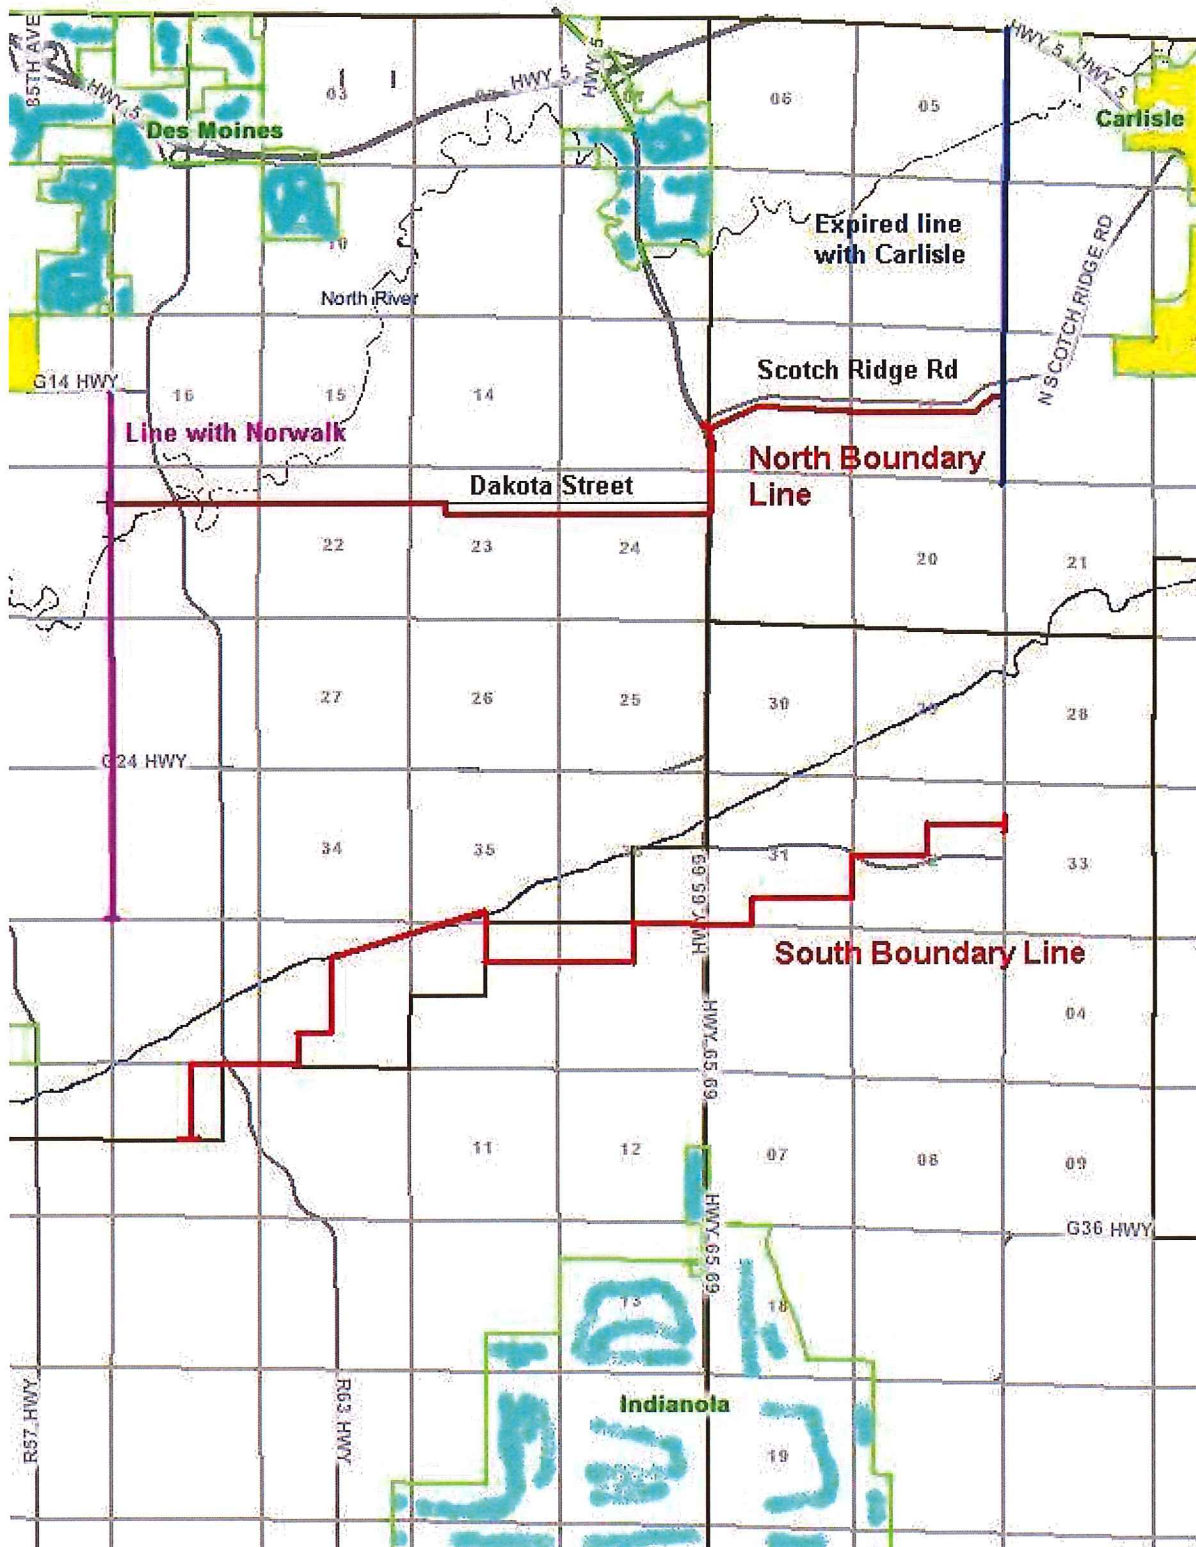 85TH AVE
HWY 5
HWY 5
HWY 5
HWY 5
HWY 5
03
06
05
Des Moines
Carlisle
10
Expired line
with Carlisle
North River
N SCOTCH RIDGE RD
G14 HWY
16
15
14
Scotch Ridge Rd
Line with Norwalk
North Boundary
Line
Dakota Street
22
23
24
20
21
27
26
25
30
29
28
G24 HWY
34
35
36
31
33
HWY 65 69
South Boundary Line
04
HWY 65 69
11
12
07
08
09
HWY 65 69
G36 HWY
13
18
R57 HWY
R63 HWY
Indianola
19